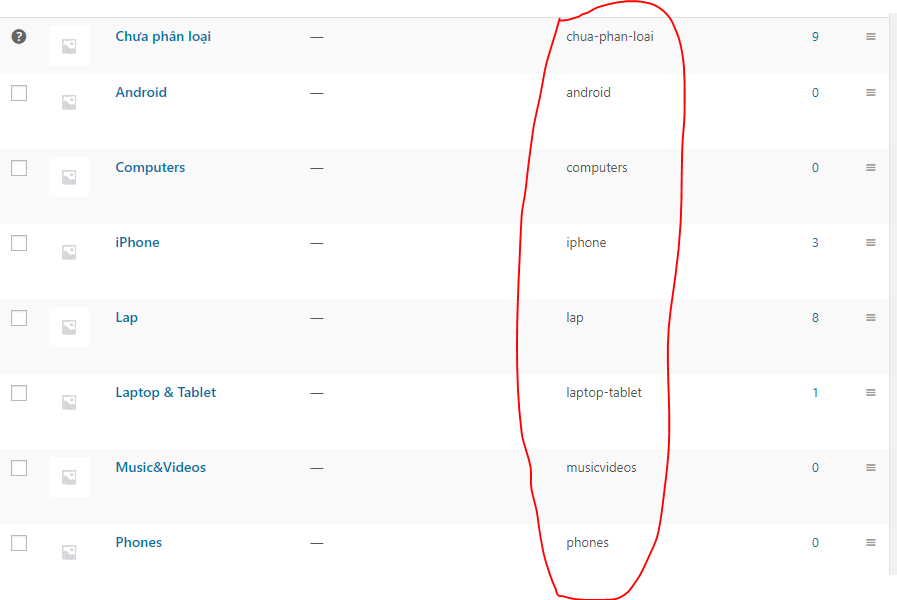 ? Chưa phân loại — chua-phan-loai 9
Android — android 0
Computers — computers 0
iPhone — iphone 3
Lap — lap 8
Laptop & Tablet — laptop-tablet 1
Music&Videos — musicvideos 0
Phones — phones 0